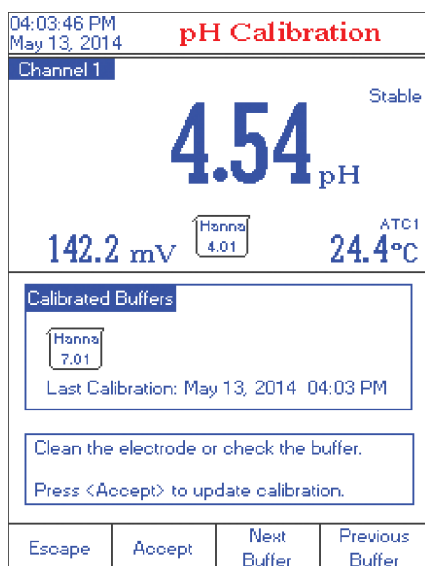 04:03:46 PM
May 13, 2014
pH Calibration
Channel 1
Stable
4.54 pH
142.2 mV
Hanna
4.01
ATC1
24.4°C
Calibrated Buffers
Hanna
7.01
Last Calibration: May 13, 2014 04:03 PM
Clean the electrode or check the buffer.
Press <Accept> to update calibration.
Escape
Accept
Next
Buffer
Previous
Buffer